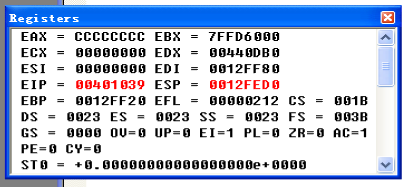 Registers
EAX = CCCCCCCC EBX = 7FFD6000
ECX = 00000000 EDX = 00440DB0
ESI = 00000000 EDI = 0012FF80
EIP = 00401039 ESP = 0012FED0
EBP = 0012FF20 EFL = 00000212 CS = 001B
DS = 0023 ES = 0023 SS = 0023 FS = 003B
GS = 0000 OV=0 UP=0 EI=1 PL=0 ZR=0 AC=1
PE=0 CY=0
ST0 = +0.00000000000000000e+0000